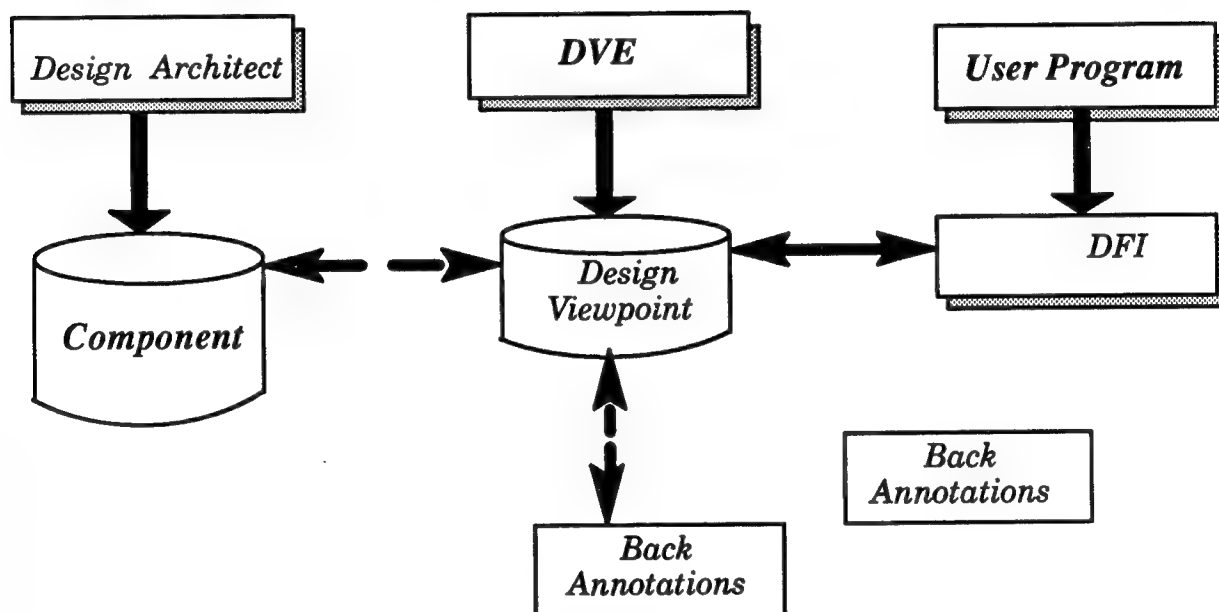 Design Architect
DVE
User Program
Component
Design
Viewpoint
DFI
Back
Annotations
Back
Annotations